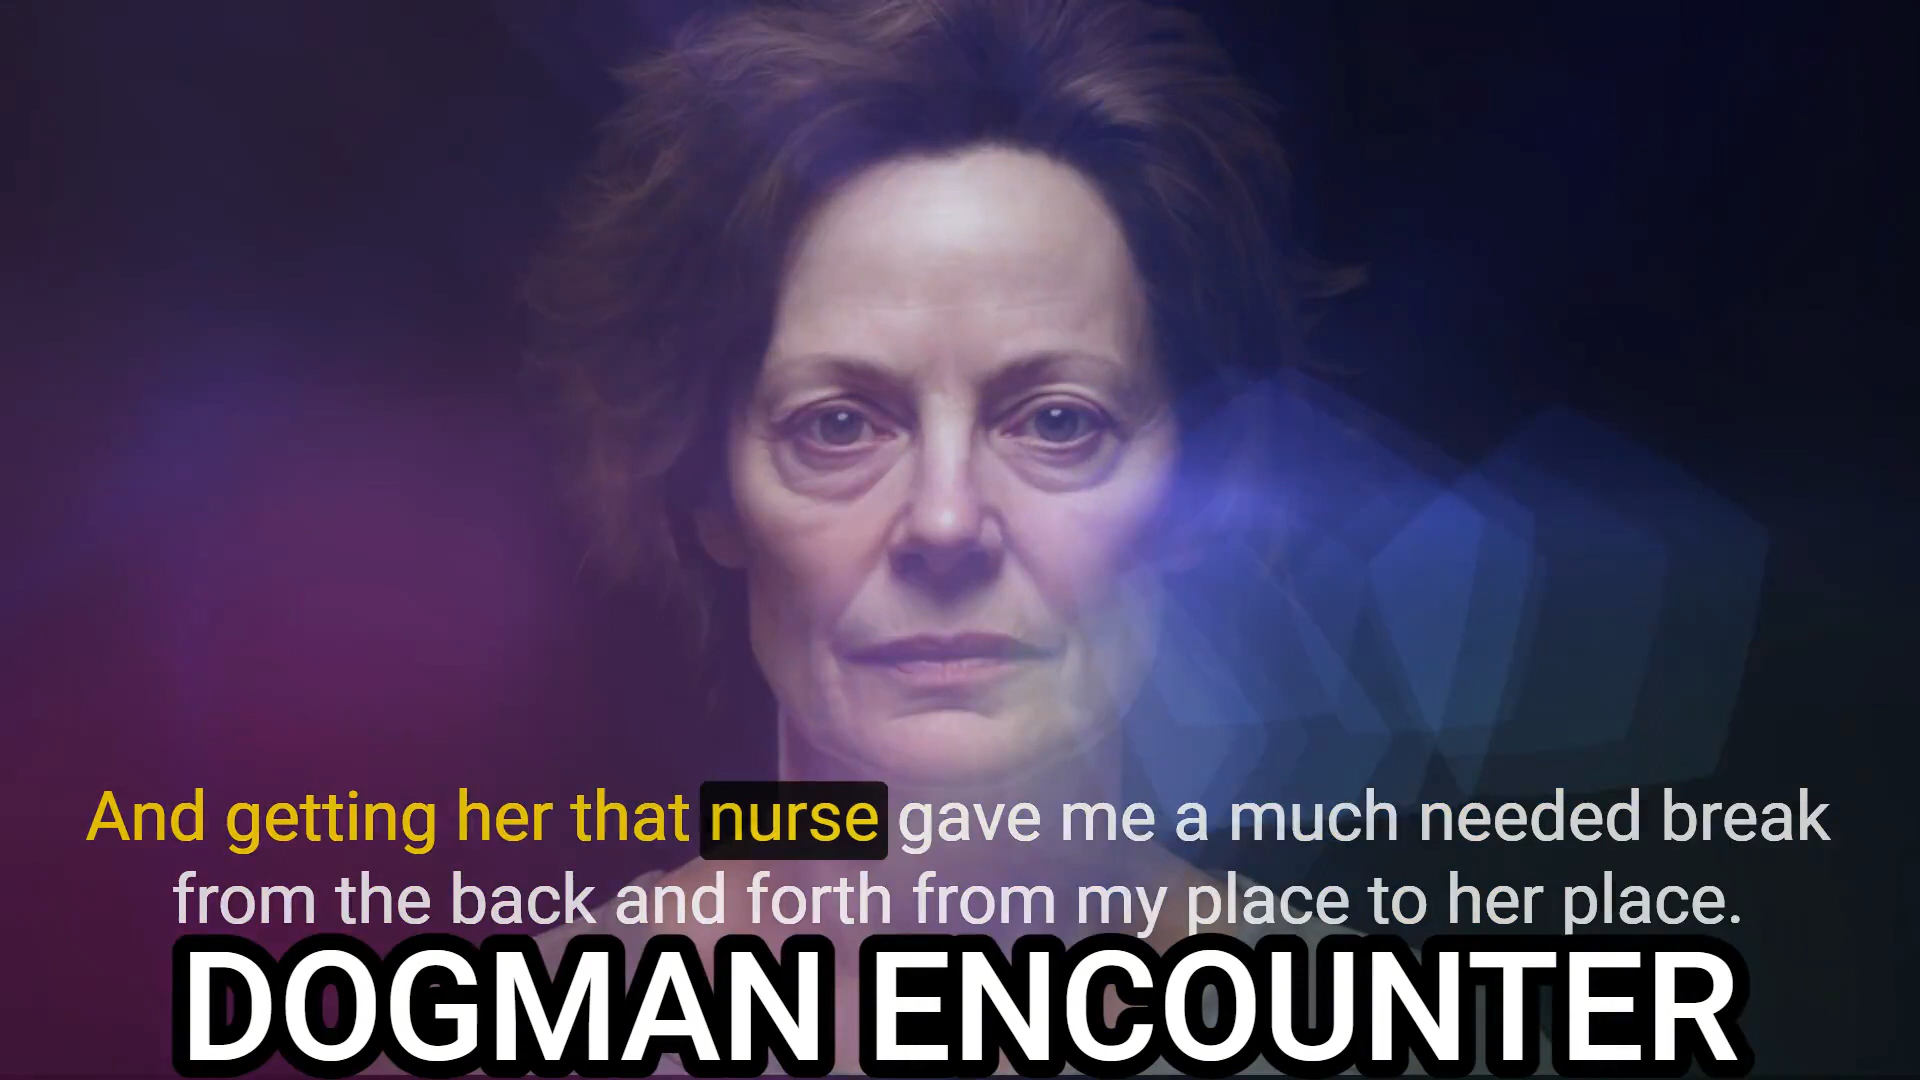 And getting her that nurse gave me a much needed break
from the back and forth from my place to her place.
DOGMAN ENCOUNTER